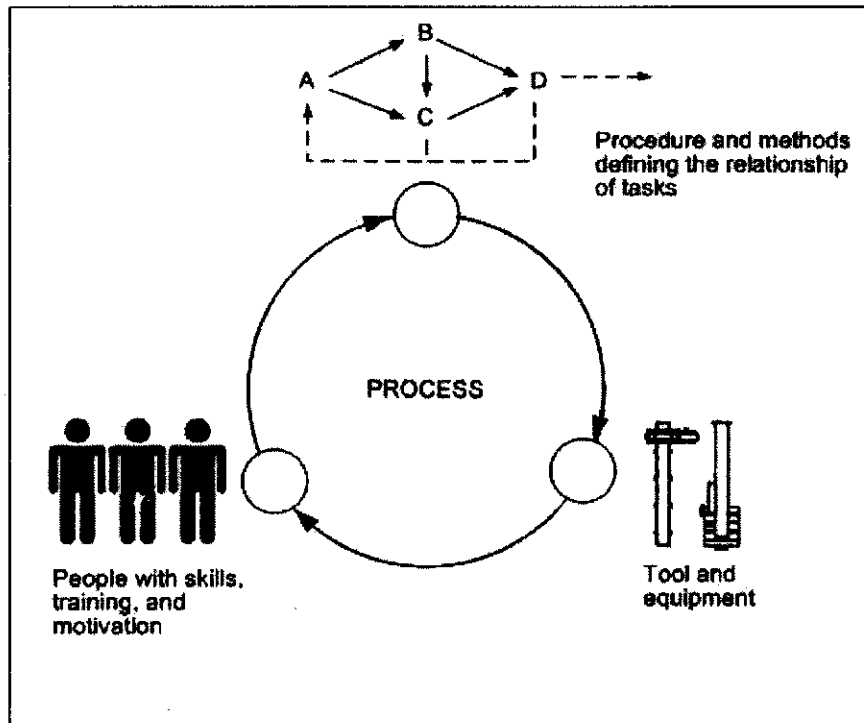 B
A
D
C
Procedure and methods
defining the relationship
of tasks
PROCESS
People with skills,
training, and
motivation
Tool and
equipment